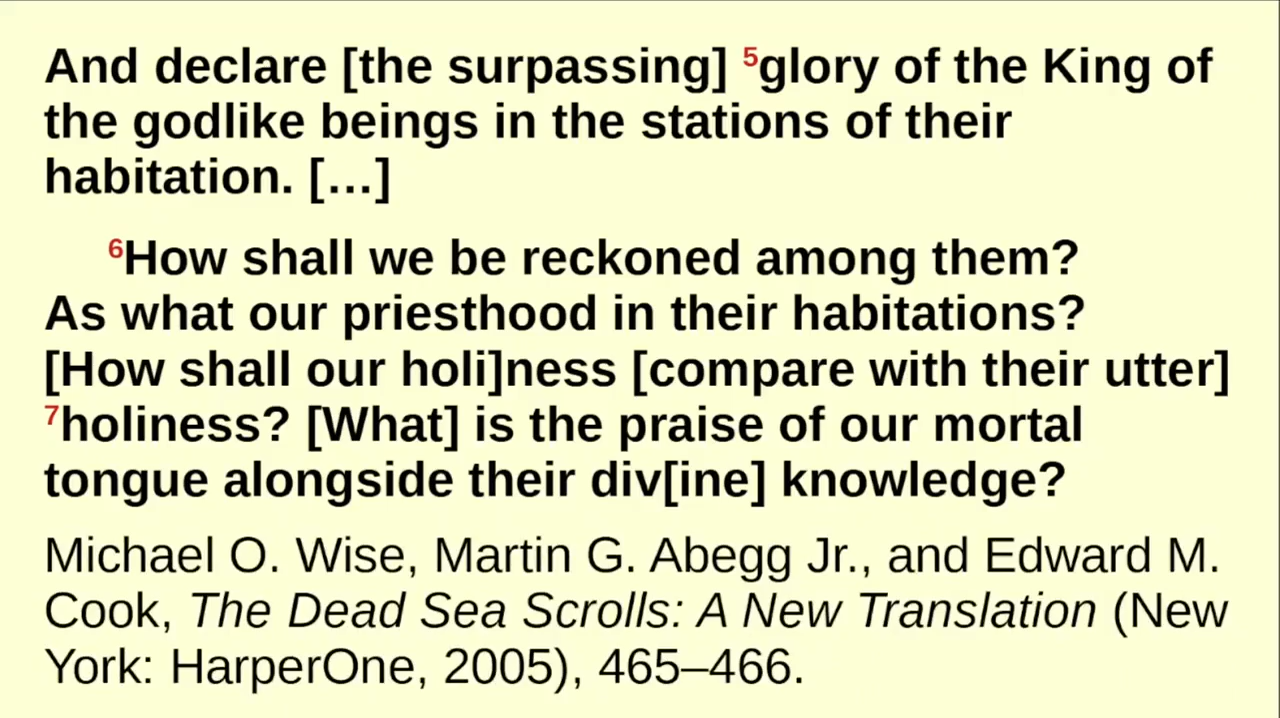 And declare [the surpassing] ⁵glory of the King of
the godlike beings in the stations of their
habitation. […]
⁶How shall we be reckoned among them?
As what our priesthood in their habitations?
[How shall our holi]ness [compare with their utter]
⁷holiness? [What] is the praise of our mortal
tongue alongside their div[ine] knowledge?
Michael O. Wise, Martin G. Abegg Jr., and Edward M.
Cook, The Dead Sea Scrolls: A New Translation (New
York: HarperOne, 2005), 465–466.